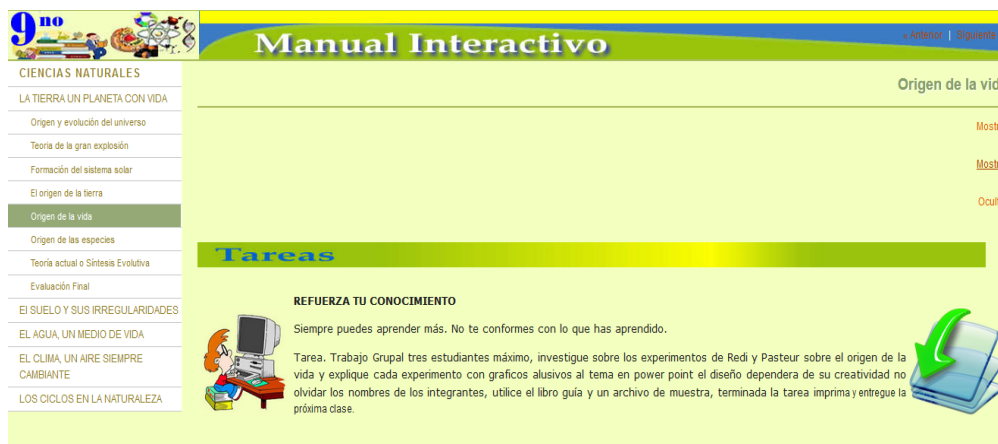 9no
Manual Interactivo
« Anterior | Siguiente
CIENCIAS NATURALES
LA TIERRA UN PLANETA CON VIDA
Origen y evolución del universo
Teoria de la gran explosión
Formación del sistema solar
El origen de la tierra
Origen de la vida
Origen de las especies
Teoría actual o Síntesis Evolutiva
Evaluación Final
El SUELO Y SUS IRREGULARIDADES
EL AGUA, UN MEDIO DE VIDA
EL CLIMA, UN AIRE SIEMPRE
CAMBIANTE
LOS CICLOS EN LA NATURALEZA
Origen de la vid
Mostr
Mostr
Ocult
Tareas
REFUERZA TU CONOCIMIENTO
Siempre puedes aprender más. No te conformes con lo que has aprendido.
Tarea. Trabajo Grupal tres estudiantes máximo, investigue sobre los experimentos de Redi y Pasteur sobre el origen de la
vida y explique cada experimento con graficos alusivos al tema en power point el diseño dependera de su creatividad no
olvidar los nombres de los integrantes, utilice el libro guía y un archivo de muestra, terminada la tarea imprima y entregue la
próxima clase.